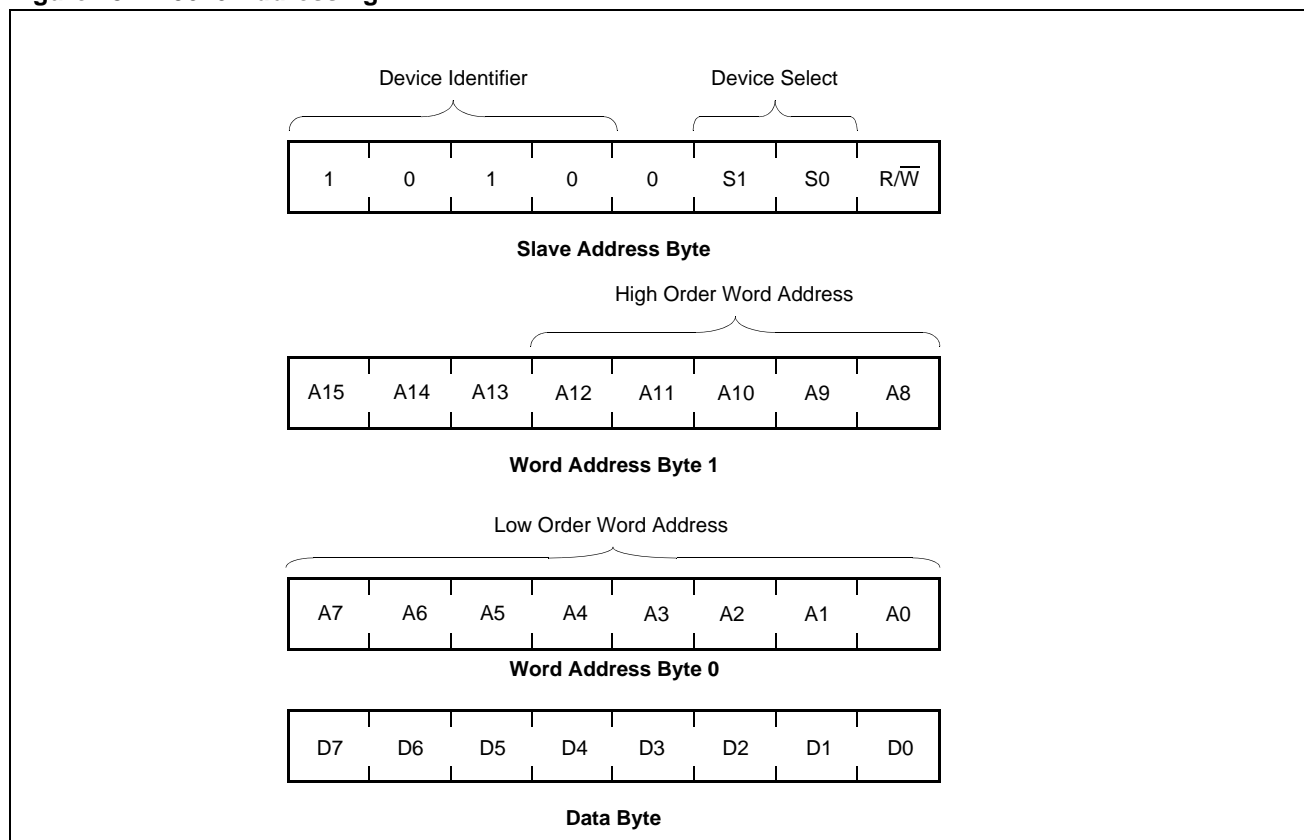 Device Identifier Device Select
1 0 1 0 0 S1 S0 R/W̅
Slave Address Byte
High Order Word Address
A15 A14 A13 A12 A11 A10 A9 A8
Word Address Byte 1
Low Order Word Address
A7 A6 A5 A4 A3 A2 A1 A0
Word Address Byte 0
D7 D6 D5 D4 D3 D2 D1 D0
Data Byte